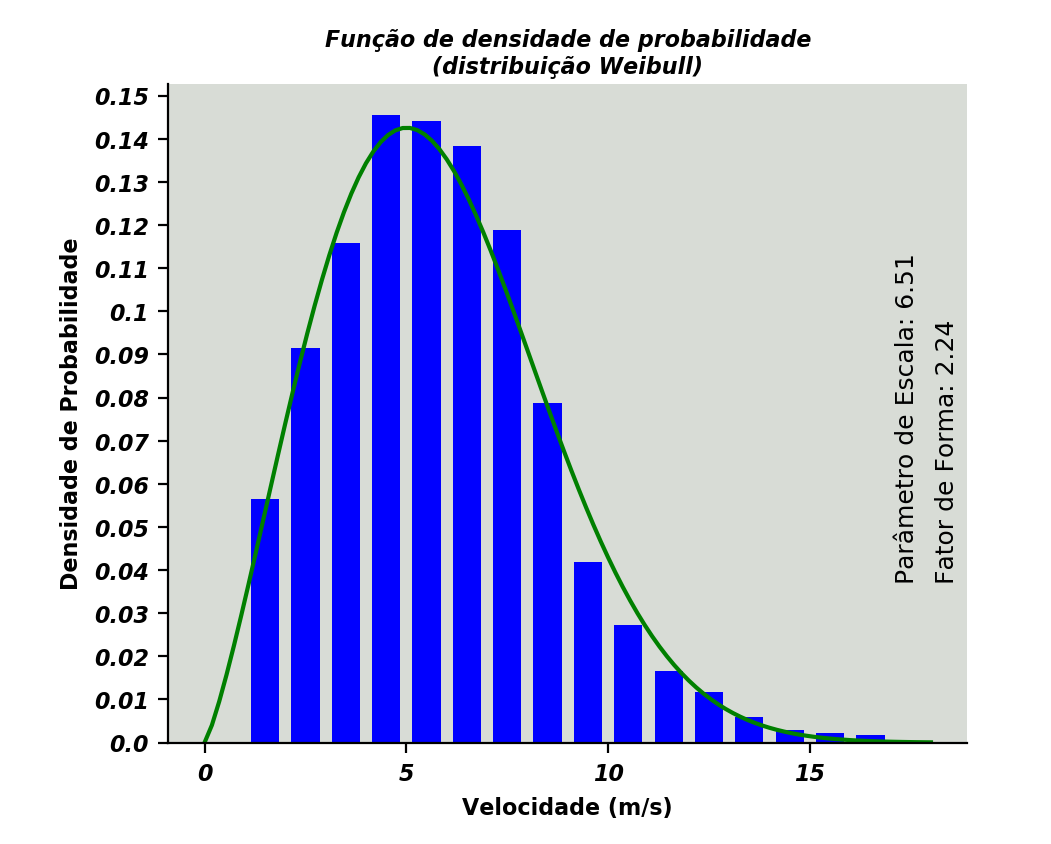 Função de densidade de probabilidade
(distribuição Weibull)
0.15
0.14
0.13
0.12
0.11
0.1
0.09
0.08
0.07
0.06
0.05
0.04
0.03
0.02
0.01
0.0
Densidade de Probabilidade
Parâmetro de Escala: 6.51
Fator de Forma: 2.24
0 5 10 15
Velocidade (m/s)